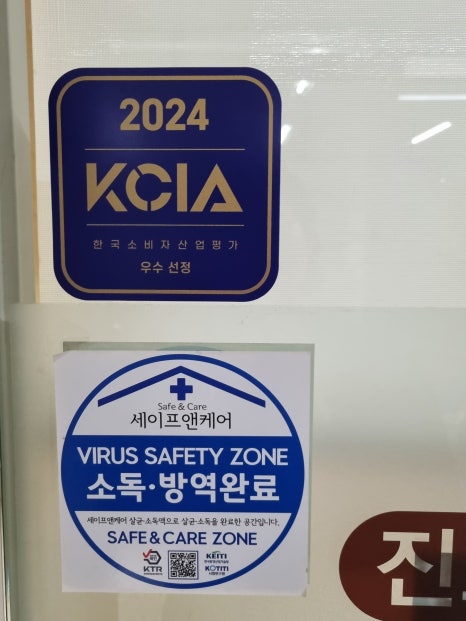 2024
KCIA
한국소비자산업평가
우수 선정
Safe & Care
세이프앤케어
VIRUS SAFETY ZONE
소독·방역완료
세이프앤케어 살균·소독액으로 살균·소독을 완료한 공간입니다.
SAFE & CARE ZONE
KTR
KEITI
KOTITI
진